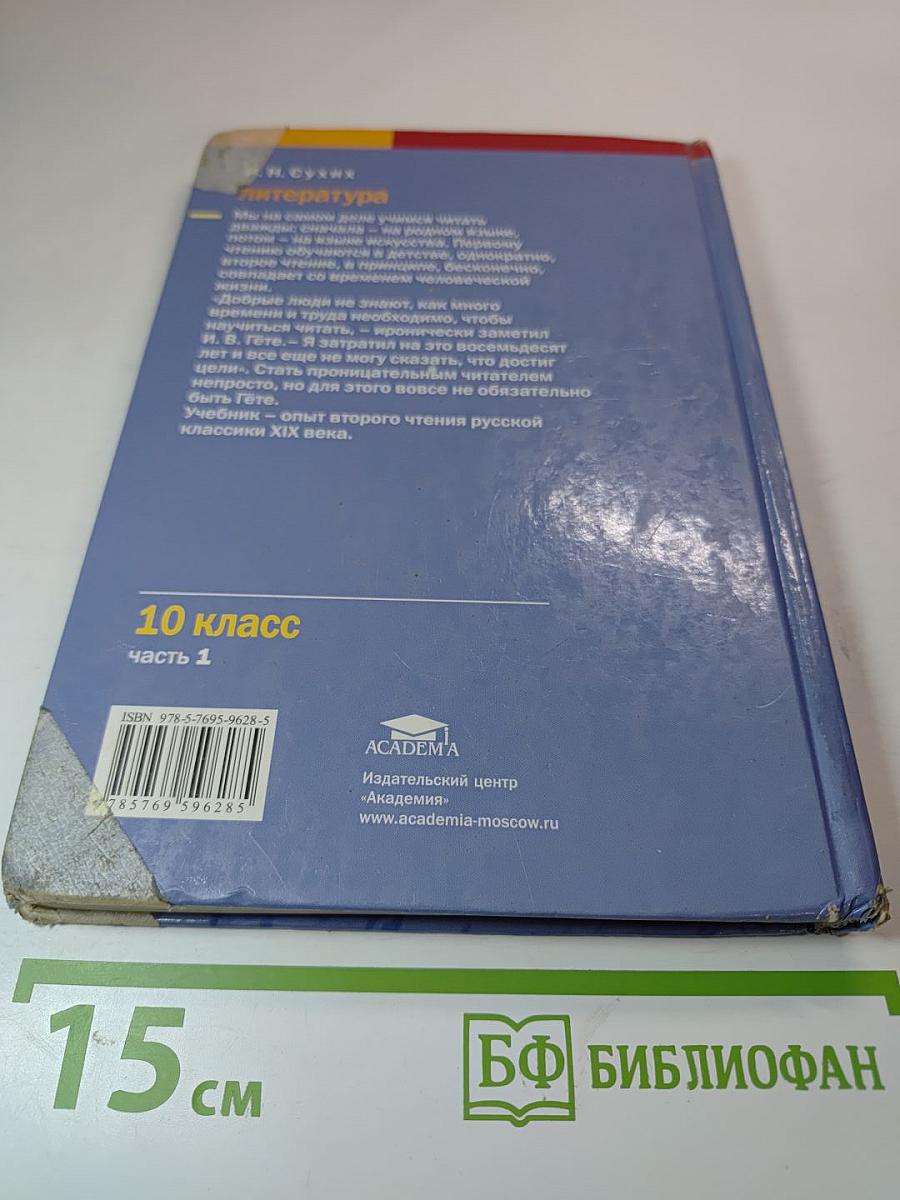 И. Н. Сухих
литература
Мы на самом деле учимся читать
дважды: сначала – на родном языке,
потом – на языке искусства. Первому
чтению обучаются в детстве, однократно,
второе чтение, в принципе, бесконечно,
совпадает со временем человеческой
жизни.
«Добрые люди не знают, как много
времени и труда необходимо, чтобы
научиться читать, – иронически заметил
И. В. Гёте. – Я затратил на это восемьдесят
лет и все еще не могу сказать, что достиг
цели». Стать проницательным читателем
непросто, но для этого вовсе не обязательно
быть Гёте.
Учебник – опыт второго чтения русской
классики XIX века.
10 класс
часть 1
ISBN 978-5-7695-9628-5
785769 596285
ACADEMiA
Издательский центр
«Академия»
www.academia-moscow.ru
15 см
БФ БИБЛИОФАН